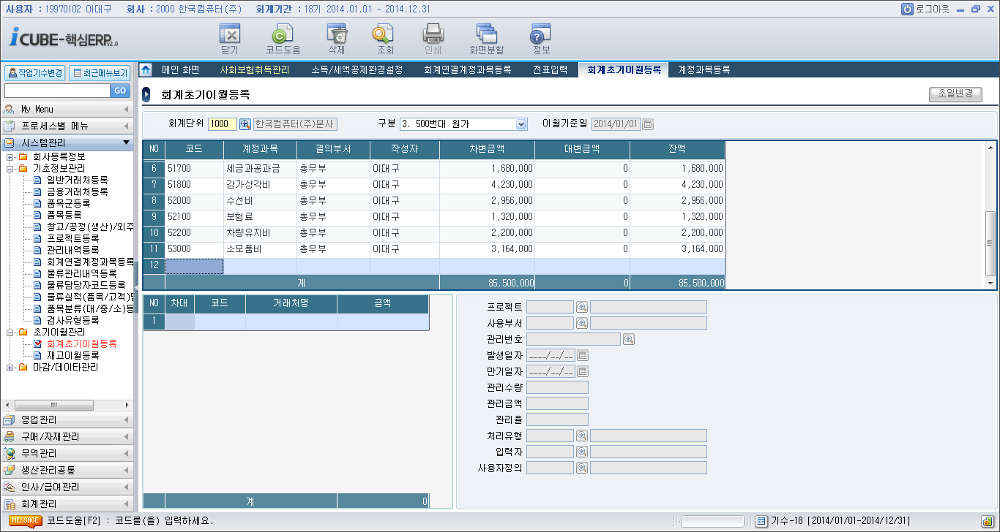 사용자 : 19970102 이대구 회사 : 2000 한국컴퓨터(주) 회계기간 : 18기 2014.01.01 ~ 2014.12.31 로그아웃
iCUBE-핵심ERP v2.0
닫기 코드도움 삭제 조회 인쇄 화면분할 정보
작업기수변경 최근메뉴보기
GO
My Menu
프로세스별 메뉴
시스템관리
회사등록정보
기초정보관리
일반거래처등록
금융거래처등록
품목군등록
품목등록
창고/공정(생산)/외주
프로젝트등록
관리내역등록
회계연결계정과목등록
물류관리내역등록
물류담당자코드등록
물류실적(품목/고객)
품목분류(대/중/소)등
검사유형등록
초기이월관리
회계초기이월등록
재고이월등록
마감/데이타관리
영업관리
구매/자재관리
무역관리
생산관리공통
인사/급여관리
회계관리
메인 화면 사회보험취득관리 소득/세액공제환경설정 회계연결계정과목등록 전표입력 회계초기이월등록 계정과목등록
회계초기이월등록 초일변경
회계단위 1000 한국컴퓨터(주)본사 구분 3. 500번대 원가 이월기준일 2014/01/01
NO 코드 계정과목 결의부서 작성자 차변금액 대변금액 잔액
6 51700 세금과공과금 총무부 이대구 1,680,000 0 1,680,000
7 51800 감가상각비 총무부 이대구 4,230,000 0 4,230,000
8 52000 수선비 총무부 이대구 2,956,000 0 2,956,000
9 52100 보험료 총무부 이대구 1,320,000 0 1,320,000
10 52200 차량유지비 총무부 이대구 2,200,000 0 2,200,000
11 53000 소모품비 총무부 이대구 3,164,000 0 3,164,000
12
계 85,500,000 0 85,500,000
NO 차대 코드 거래처명 금액
1
계 0
프로젝트
사용부서
관리번호
발생일자 ____/__/__
만기일자 ____/__/__
관리수량
관리금액
관리율
처리유형
입력자
사용자정의
MESSAGE 코드도움[F2] : 코드를(을) 입력하세요. 기수-18 [2014/01/01-2014/12/31]